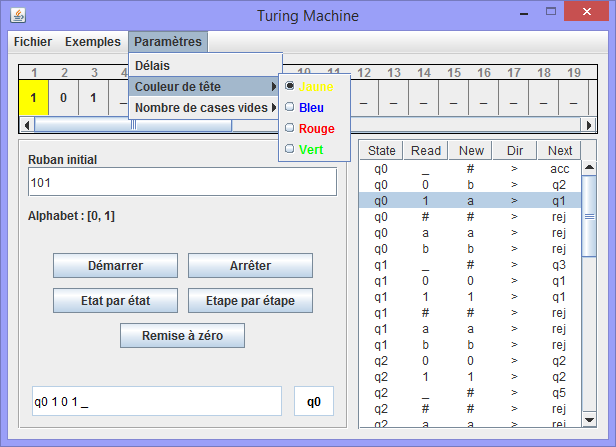 Turing Machine
Fichier Exemples Paramètres
Délais
Couleur de tête
Nombre de cases vides
Jaune
Bleu
Rouge
Vert
1 2 3 4 10 11 12 13 14 15 16 17 18 19
1 0 1 _ _ _ _ _ _ _ _
Ruban initial
101
Alphabet : [0, 1]
Démarrer Arrêter
Etat par état Etape par étape
Remise à zéro
q0 1 0 1 _ q0
State Read New Dir Next
q0 _ # > acc
q0 0 b > q2
q0 1 a > q1
q0 # # > rej
q0 a a > rej
q0 b b > rej
q1 _ # > q3
q1 0 0 > q1
q1 1 1 > q1
q1 # # > rej
q1 a a > rej
q1 b b > rej
q2 0 0 > q2
q2 1 1 > q2
q2 _ # > q5
q2 # # > rej
q2 a a > rej